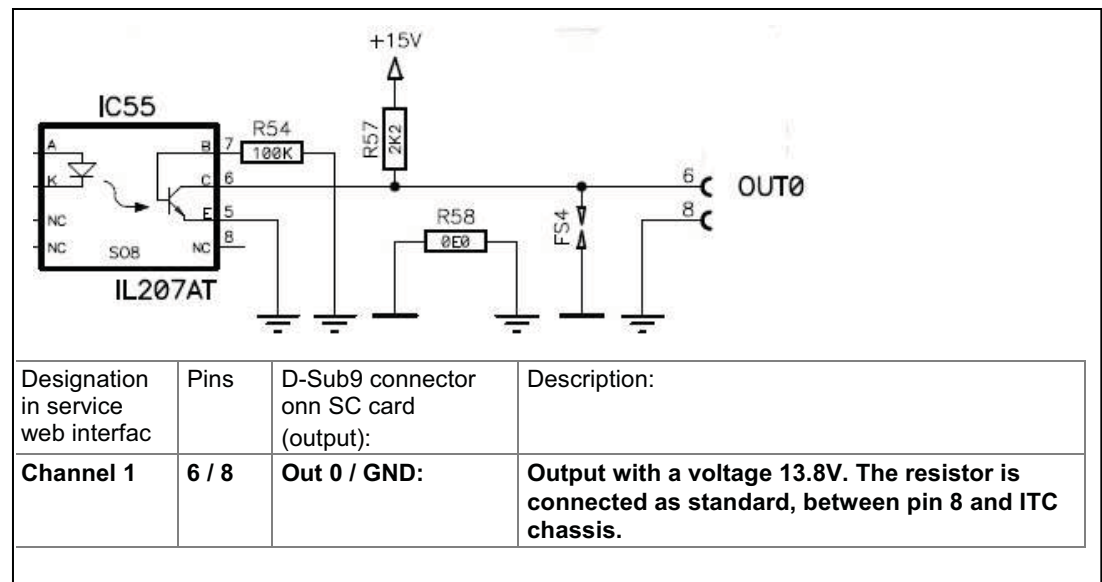 +15V
IC55
R54
100K
R57
2K2
A
K
NC
NC
SO8
B
7
C
6
E
5
NC
8
IL207AT
R58
0E0
FS4
6
OUT0
8
Designation in service web interfac
Pins
D-Sub9 connector onn SC card (output):
Description:
Channel 1
6 / 8
Out 0 / GND:
Output with a voltage 13.8V. The resistor is
connected as standard, between pin 8 and ITC
chassis.